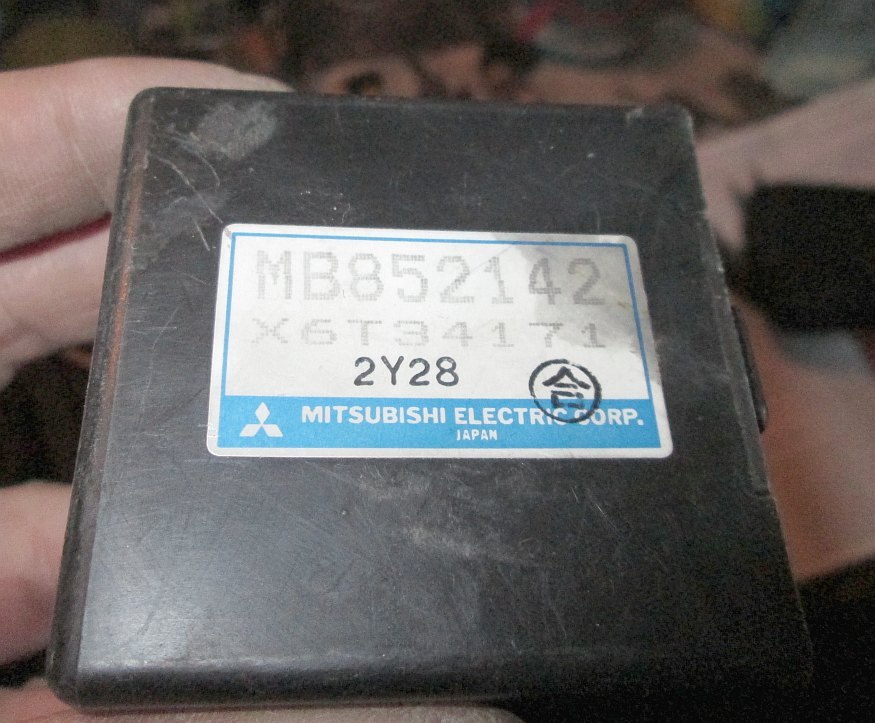 MB852142
X6T34171
2Y28
合
MITSUBISHI ELECTRIC CORP.
JAPAN